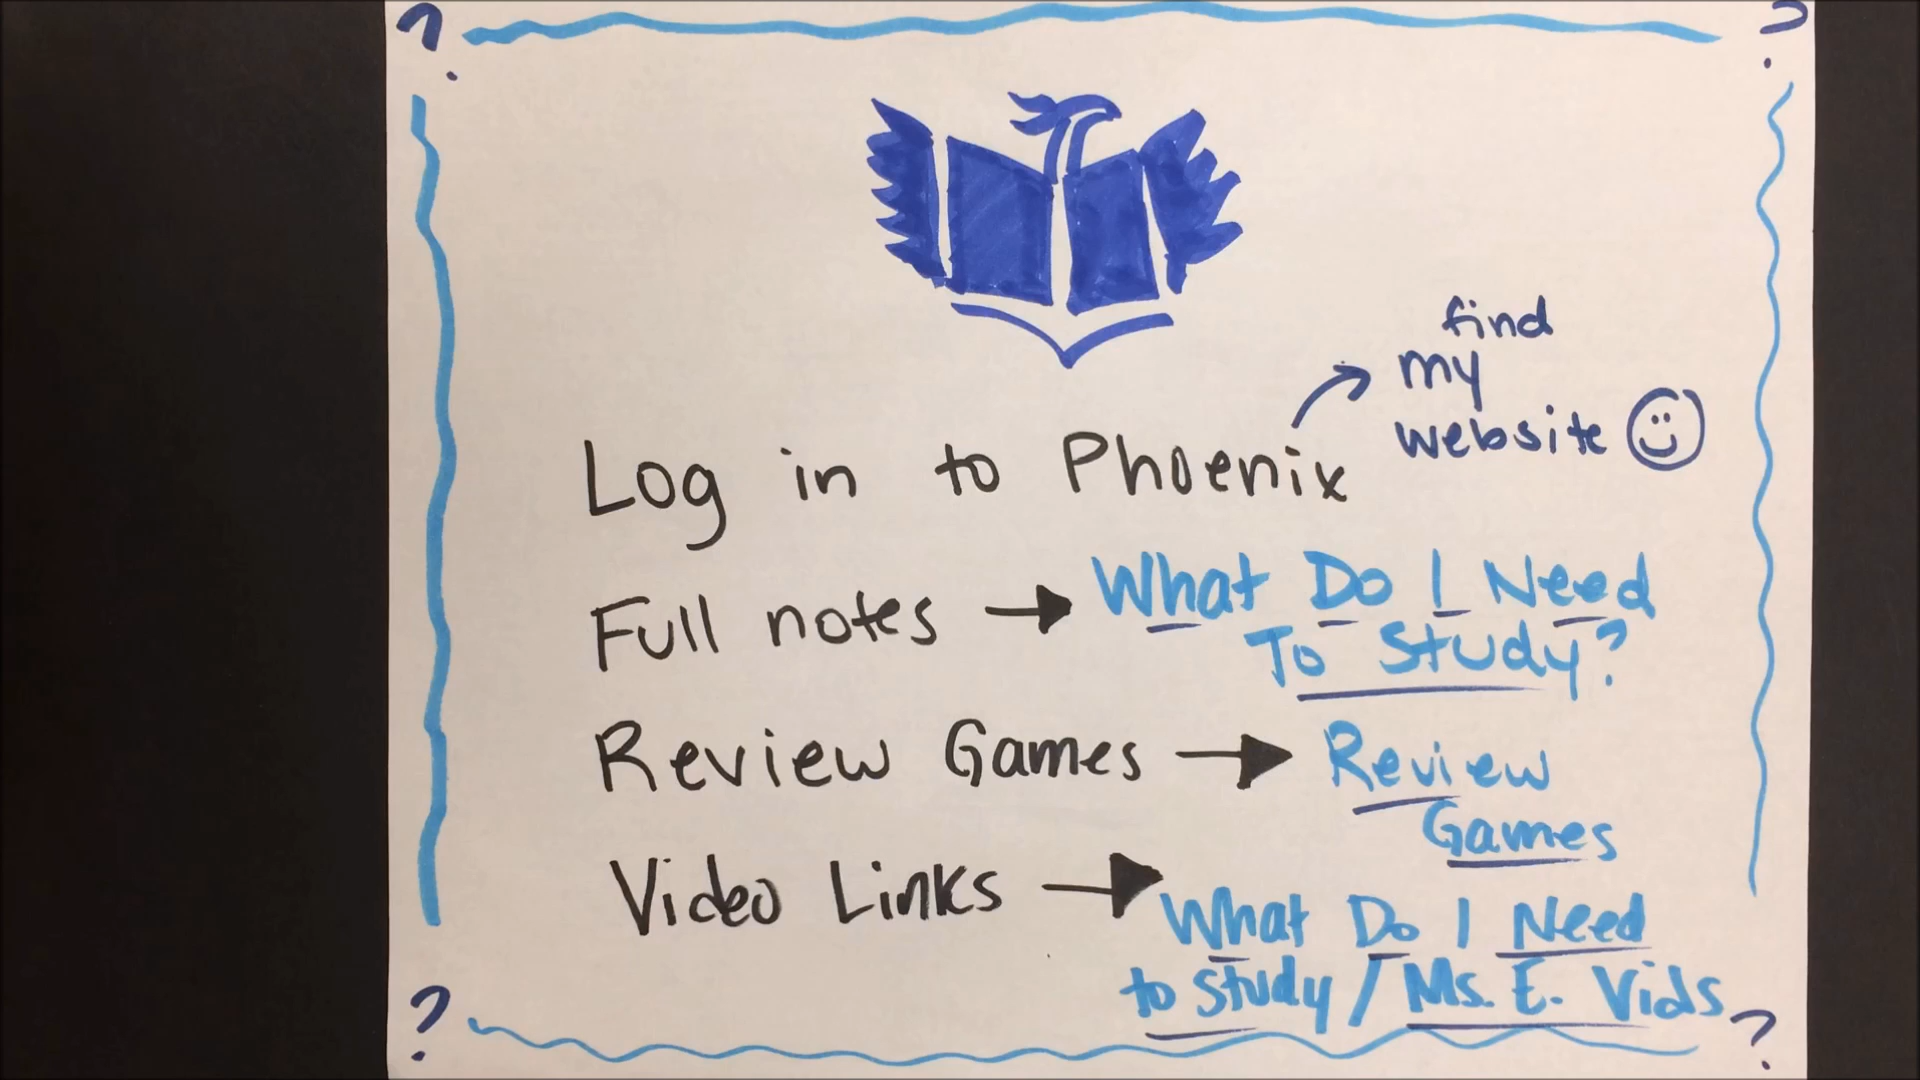 ? ?
find
my
website
Log in to Phoenix
Full notes → What Do I Need
To Study?
Review Games → Review
Games
Video Links → What Do I Need
to study / Ms. E. Vids
? ?